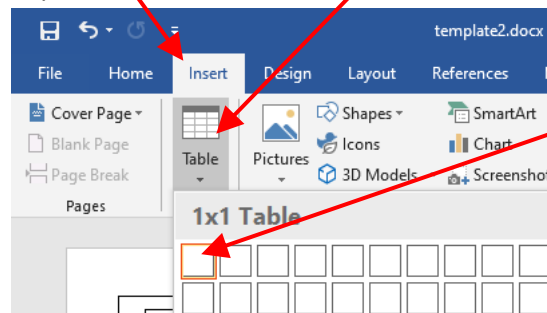 template2.docx
File Home Insert Design Layout References
Cover Page
Blank Page
Page Break
Pages
Table
Pictures
Shapes
Icons
3D Models
SmartArt
Chart
Screenshot
1x1 Table